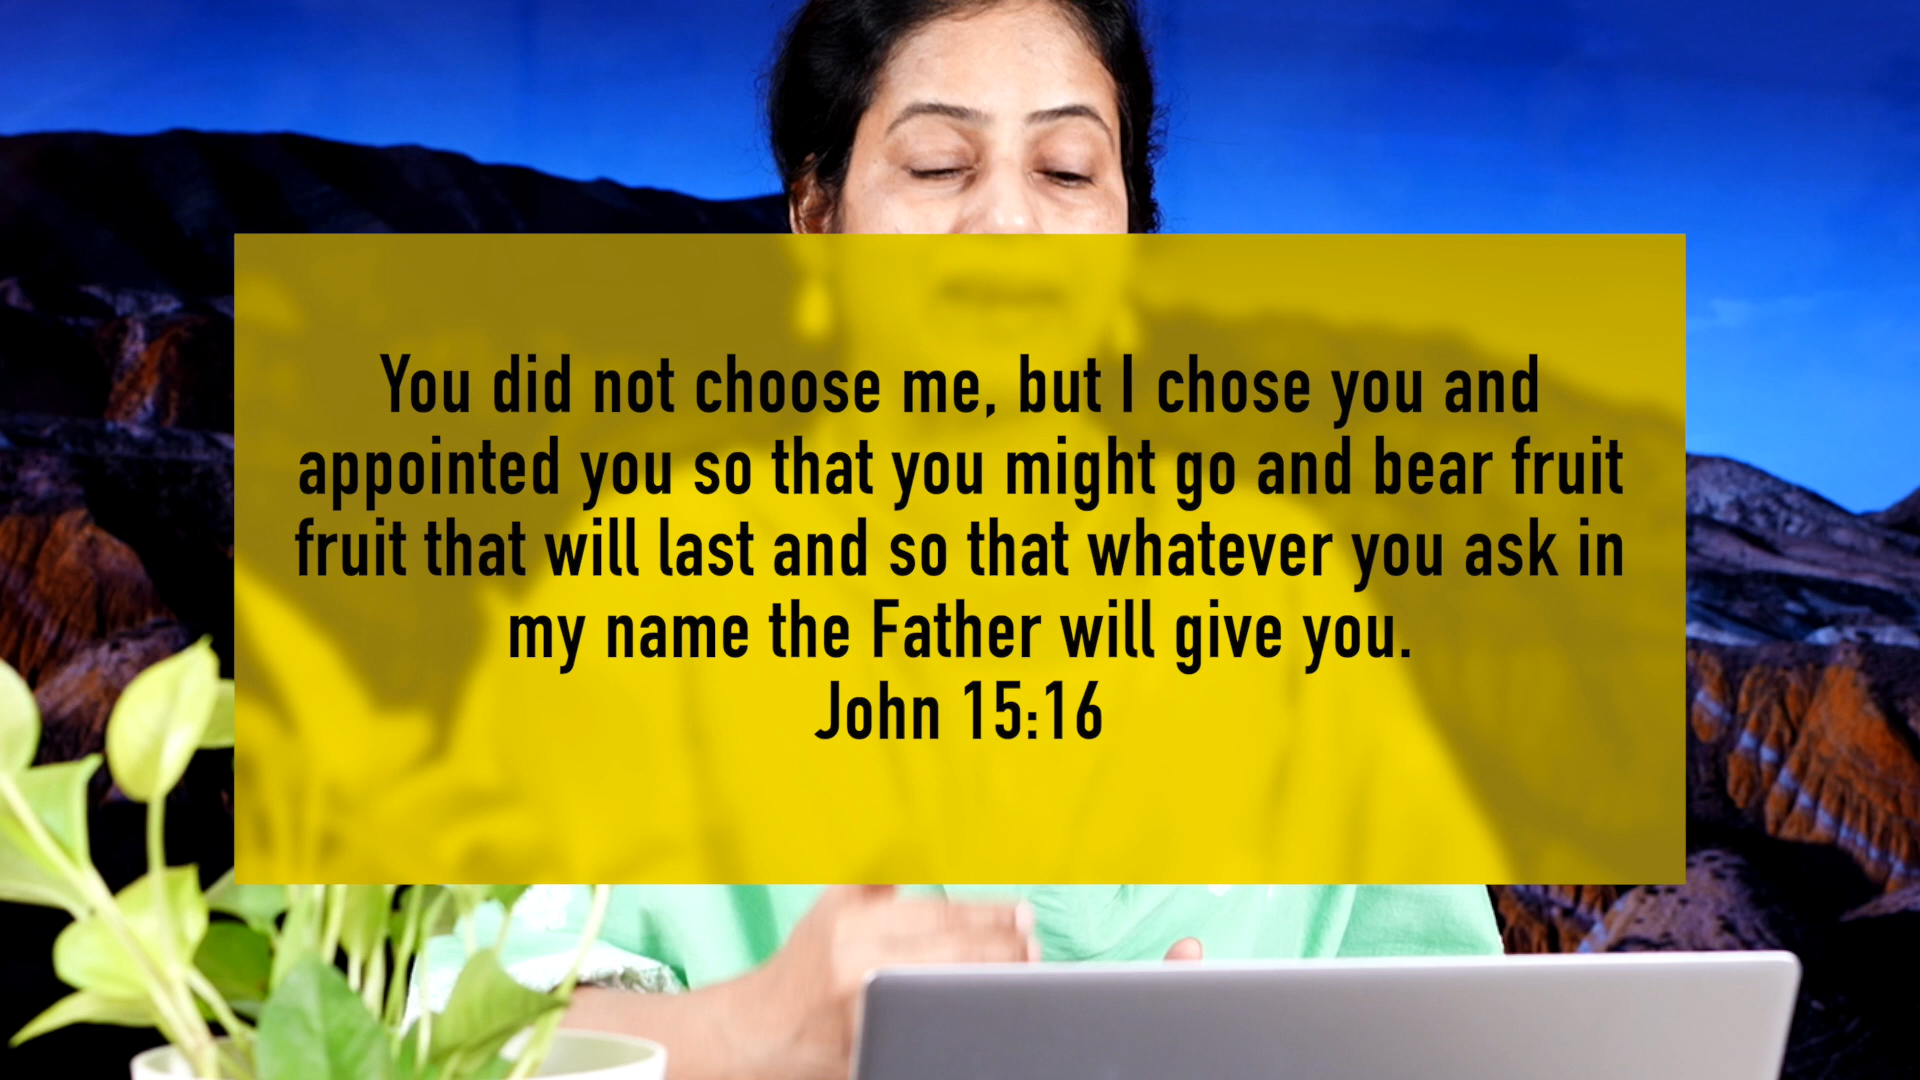 You did not choose me, but I chose you and
appointed you so that you might go and bear fruit
fruit that will last and so that whatever you ask in
my name the Father will give you.
John 15:16